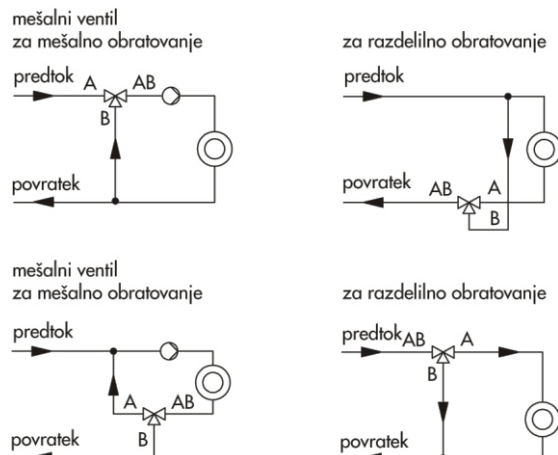 mešalni ventil
za mešalno obratovanje
predtok
A
AB
B
povratek
za razdelilno obratovanje
predtok
povratek
AB
A
B
mešalni ventil
za mešalno obratovanje
predtok
A
AB
B
povratek
za razdelilno obratovanje
predtok
AB
A
B
povratek